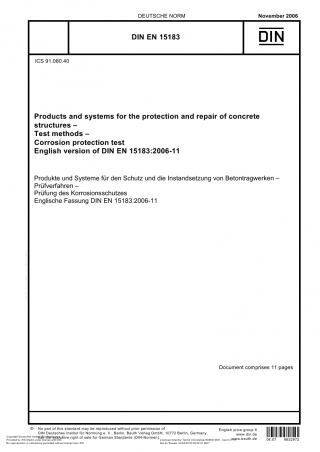 DEUTSCHE NORM
November 2006
DIN EN 15183
DIN
ICS 91.080.40
Products and systems for the protection and repair of concrete
structures –
Test methods –
Corrosion protection test
English version of DIN EN 15183:2006-11
Produkte und Systeme für den Schutz und die Instandsetzung von Betontragwerken –
Prüfverfahren –
Prüfung des Korrosionsschutzes
Englische Fassung DIN EN 15183:2006-11
Document comprises 11 pages
© No part of this standard may be reproduced without prior permission of
DIN Deutsches Institut für Normung e. V., Berlin. Beuth Verlag GmbH, 10772 Berlin, Germany,
has the exclusive right of sale for German Standards (DIN-Normen).
English price group 8
www.din.de
www.beuth.de